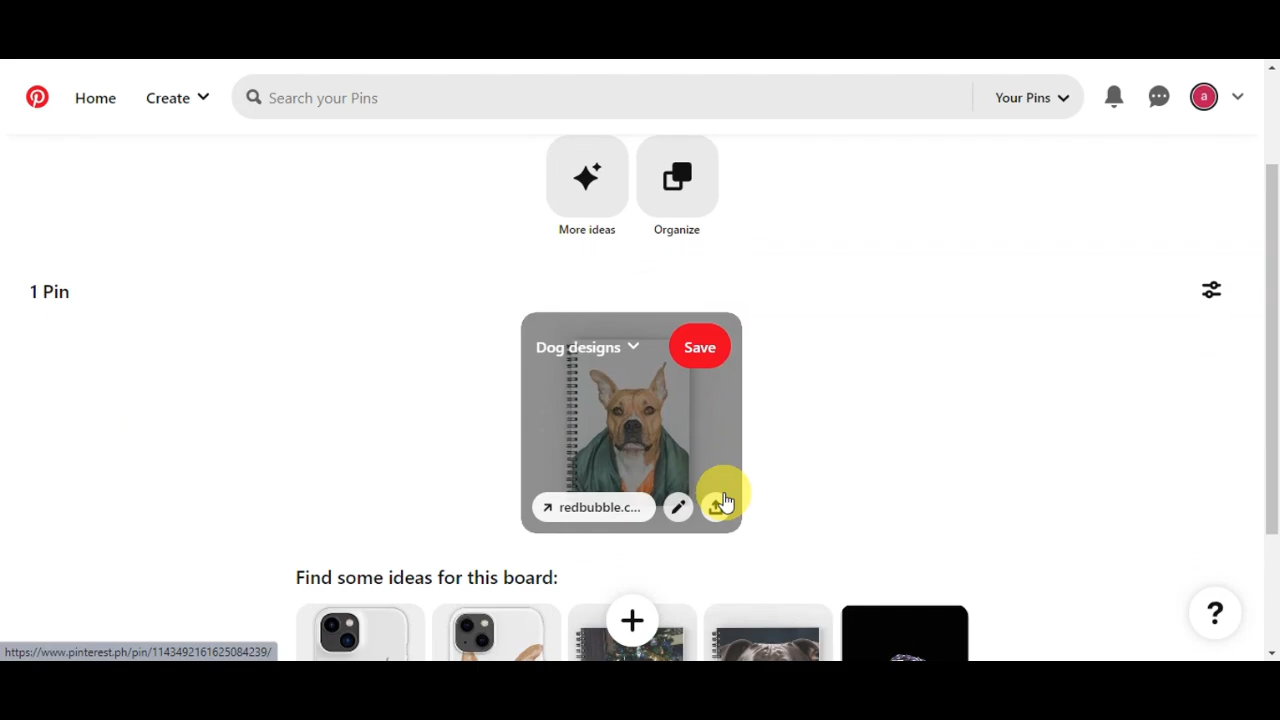 Home
Create
Search your Pins
Your Pins
a
More ideas
Organize
1 Pin
Dog designs
Save
redbubble.c...
Find some ideas for this board:
?
https://www.pinterest.ph/pin/1143492161625084239/